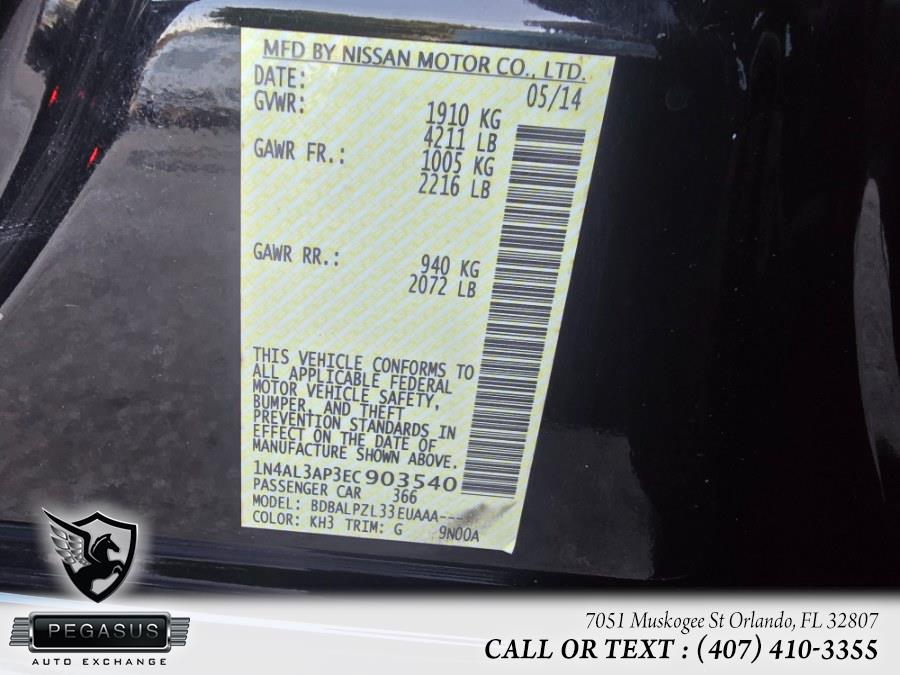 MFD BY NISSAN MOTOR CO., LTD.
DATE: 05/14
GVWR: 1910 KG
4211 LB
GAWR FR.: 1005 KG
2216 LB
GAWR RR.: 940 KG
2072 LB
THIS VEHICLE CONFORMS TO
ALL APPLICABLE FEDERAL
MOTOR VEHICLE SAFETY,
BUMPER, AND THEFT
PREVENTION STANDARDS IN
EFFECT ON THE DATE OF
MANUFACTURE SHOWN ABOVE.
1N4AL3AP3EC903540
PASSENGER CAR 366
MODEL: BDBALPZL33EUAAA---
COLOR: KH3 TRIM: G 9N00A
PEGASUS
AUTO EXCHANGE
7051 Muskogee St Orlando, FL 32807
CALL OR TEXT : (407) 410-3355